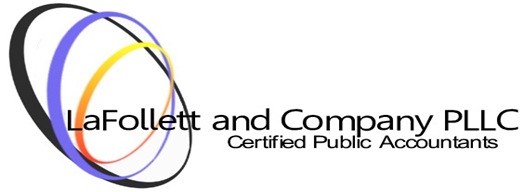 LaFollett and Company PLLC
Certified Public Accountants